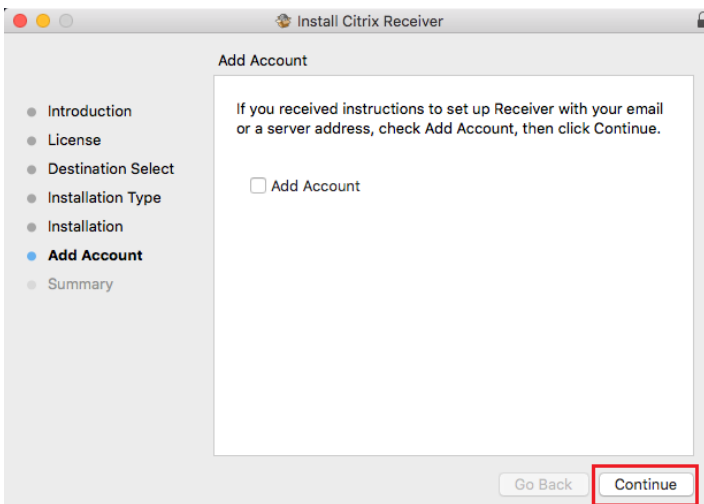 Install Citrix Receiver
Add Account
Introduction
License
Destination Select
Installation Type
Installation
Add Account
Summary
If you received instructions to set up Receiver with your email
or a server address, check Add Account, then click Continue.
Add Account
Go Back
Continue